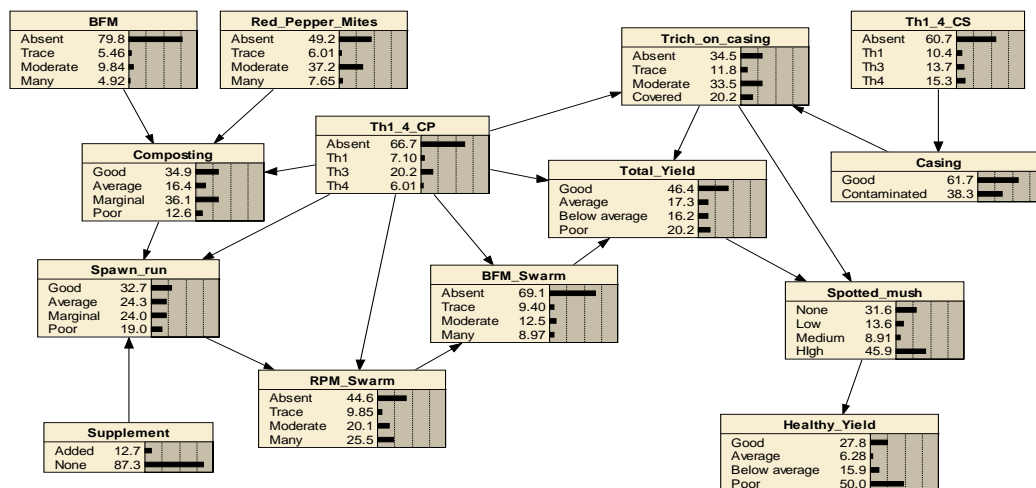 BFM
Absent 79.8
Trace 5.46
Moderate 9.84
Many 4.92
Red_Pepper_Mites
Absent 49.2
Trace 6.01
Moderate 37.2
Many 7.65
Trich_on_casing
Absent 34.5
Trace 11.8
Moderate 33.5
Covered 20.2
Th1_4_CS
Absent 60.7
Th1 10.4
Th3 13.7
Th4 15.3
Th1_4_CP
Absent 66.7
Th1 7.10
Th3 20.2
Th4 6.01
Composting
Good 34.9
Average 16.4
Marginal 36.1
Poor 12.6
Total_Yield
Good 46.4
Average 17.3
Below average 16.2
Poor 20.2
Casing
Good 61.7
Contaminated 38.3
Spawn_run
Good 32.7
Average 24.3
Marginal 24.0
Poor 19.0
BFM_Swarm
Absent 69.1
Trace 9.40
Moderate 12.5
Many 8.97
Spotted_mush
None 31.6
Low 13.6
Medium 8.91
HIgh 45.9
RPM_Swarm
Absent 44.6
Trace 9.85
Moderate 20.1
Many 25.5
Supplement
Added 12.7
None 87.3
Healthy_Yield
Good 27.8
Average 6.28
Below average 15.9
Poor 50.0